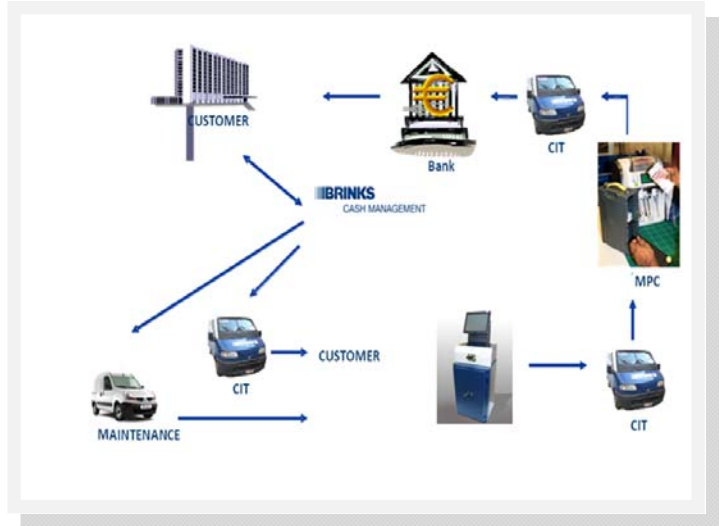 CUSTOMER
Bank
CIT
BRINKS
CASH MANAGEMENT
MPC
CIT
CUSTOMER
CIT
MAINTENANCE